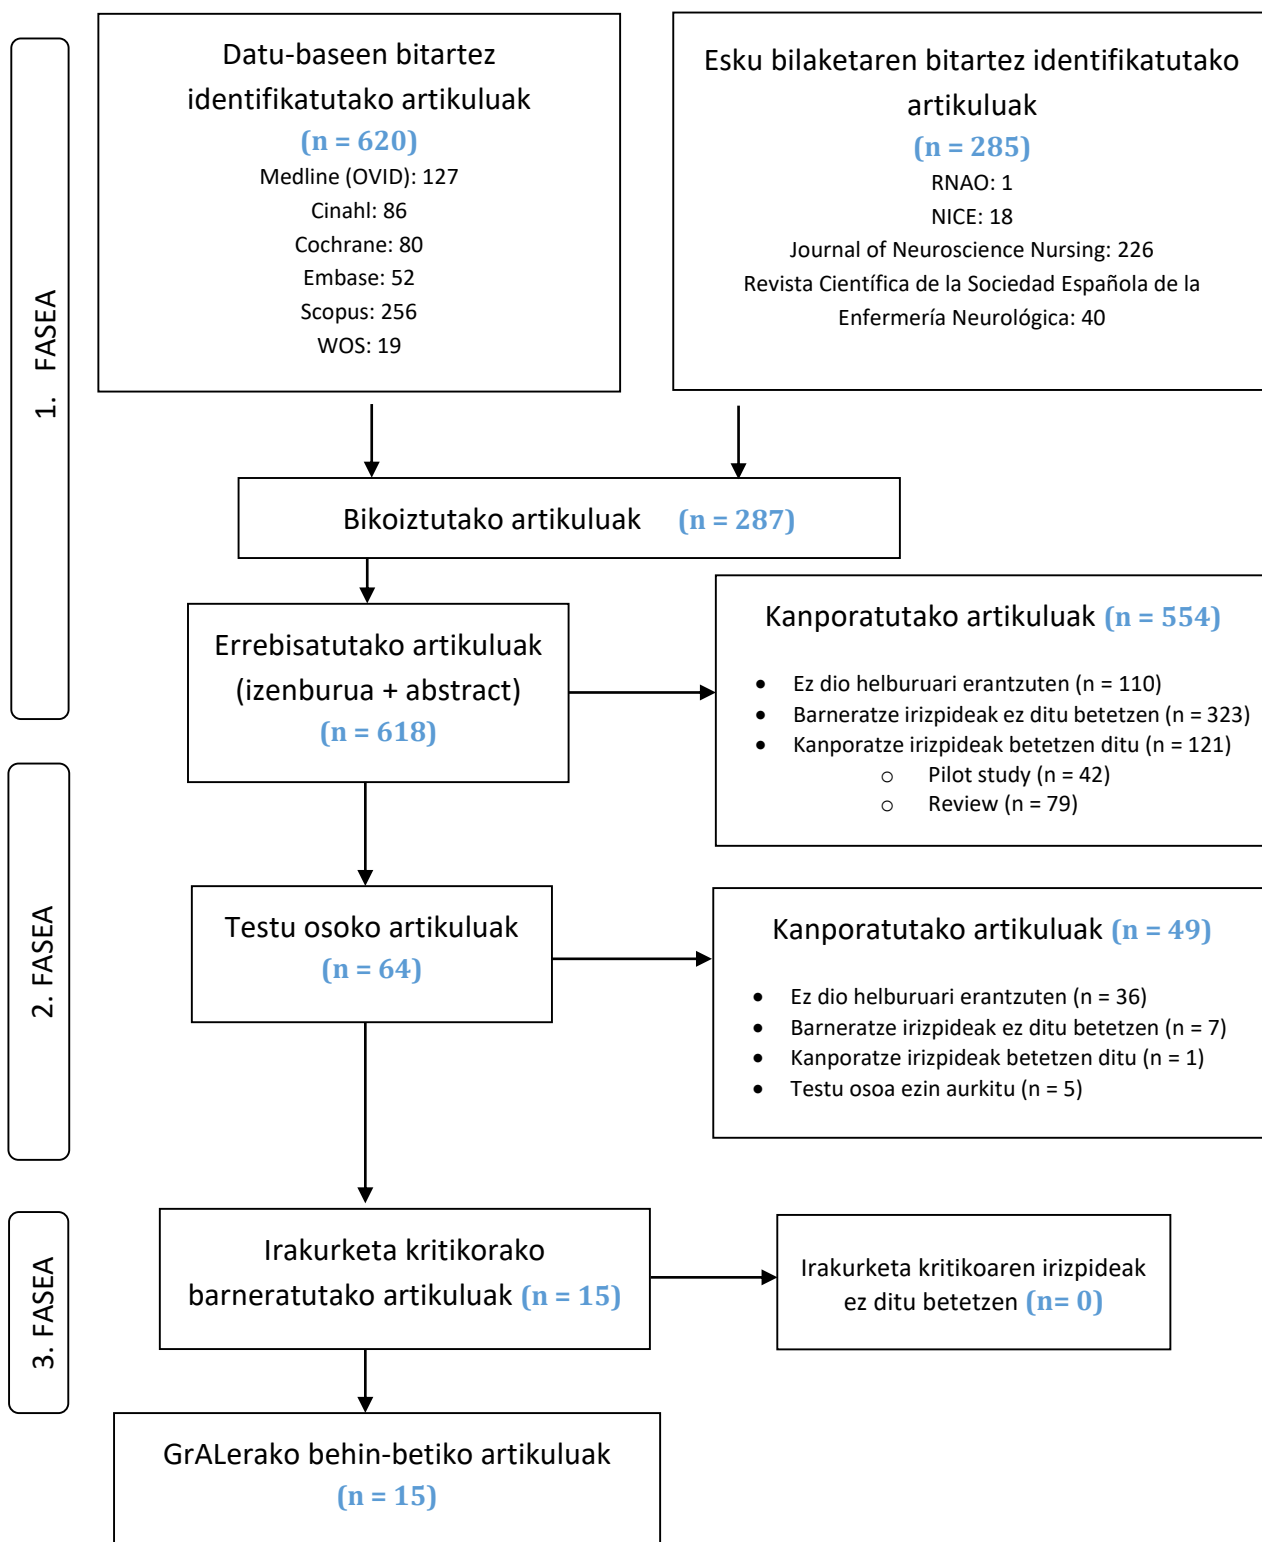 1. FASEA
Datu-baseen bitartez
identifikatutako artikuluak
(n = 620)
Medline (OVID): 127
Cinahl: 86
Cochrane: 80
Embase: 52
Scopus: 256
WOS: 19
Esku bilaketaren bitartez identifikatutako
artikuluak
(n = 285)
RNAO: 1
NICE: 18
Journal of Neuroscience Nursing: 226
Revista Científica de la Sociedad Española de la
Enfermería Neurológica: 40
Bikoiztutako artikuluak (n = 287)
Errebisatutako artikuluak
(izenburua + abstract)
(n = 618)
Kanporatutako artikuluak (n = 554)
• Ez dio helburuari erantzuten (n = 110)
• Barneratze irizpideak ez ditu betetzen (n = 323)
• Kanporatze irizpideak betetzen ditu (n = 121)
o Pilot study (n = 42)
o Review (n = 79)
2. FASEA
Testu osoko artikuluak
(n = 64)
Kanporatutako artikuluak (n = 49)
• Ez dio helburuari erantzuten (n = 36)
• Barneratze irizpideak ez ditu betetzen (n = 7)
• Kanporatze irizpideak betetzen ditu (n = 1)
• Testu osoa ezin aurkitu (n = 5)
3. FASEA
Irakurketa kritikorako
barneratutako artikuluak (n = 15)
Irakurketa kritikoaren irizpideak
ez ditu betetzen (n= 0)
GrALerako behin-betiko artikuluak
(n = 15)